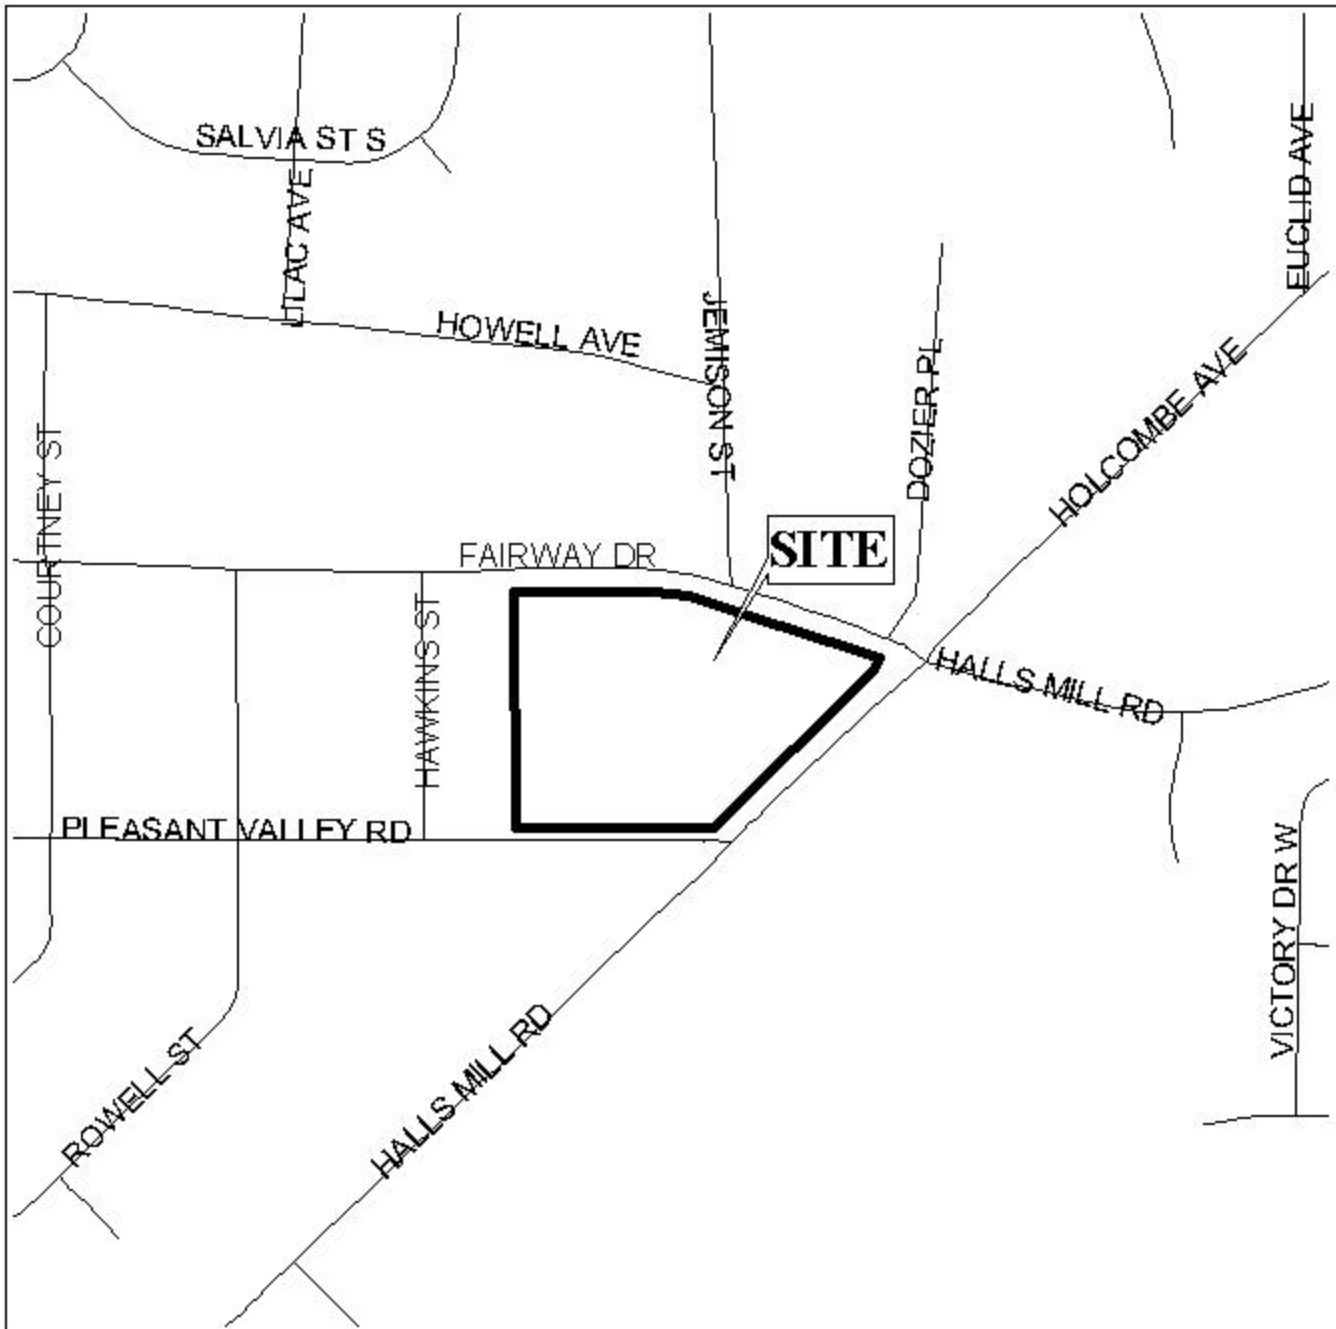 SALVIA ST S
LILAC AVE
EUCLID AVE
HOWELL AVE
JEMISON ST
DOZIER PL
HOLCOMBE AVE
COURTNEY ST
FAIRWAY DR
SITE
HAWKINS ST
HALLS MILL RD
PLEASANT VALLEY RD
VICTORY DR W
ROWELL ST
HALLS MILL RD